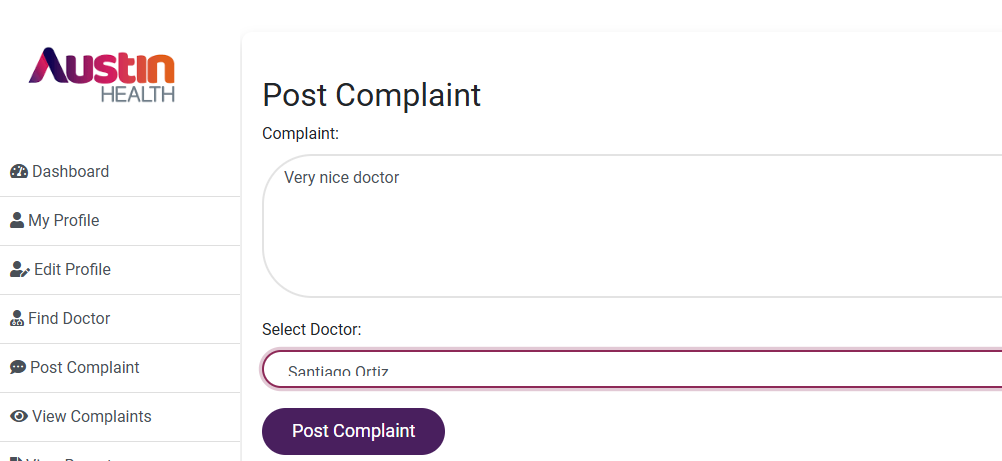 Austin
HEALTH
Dashboard
My Profile
Edit Profile
Find Doctor
Post Complaint
View Complaints
Post Complaint
Complaint:
Very nice doctor
Select Doctor:
Santiago Ortiz
Post Complaint